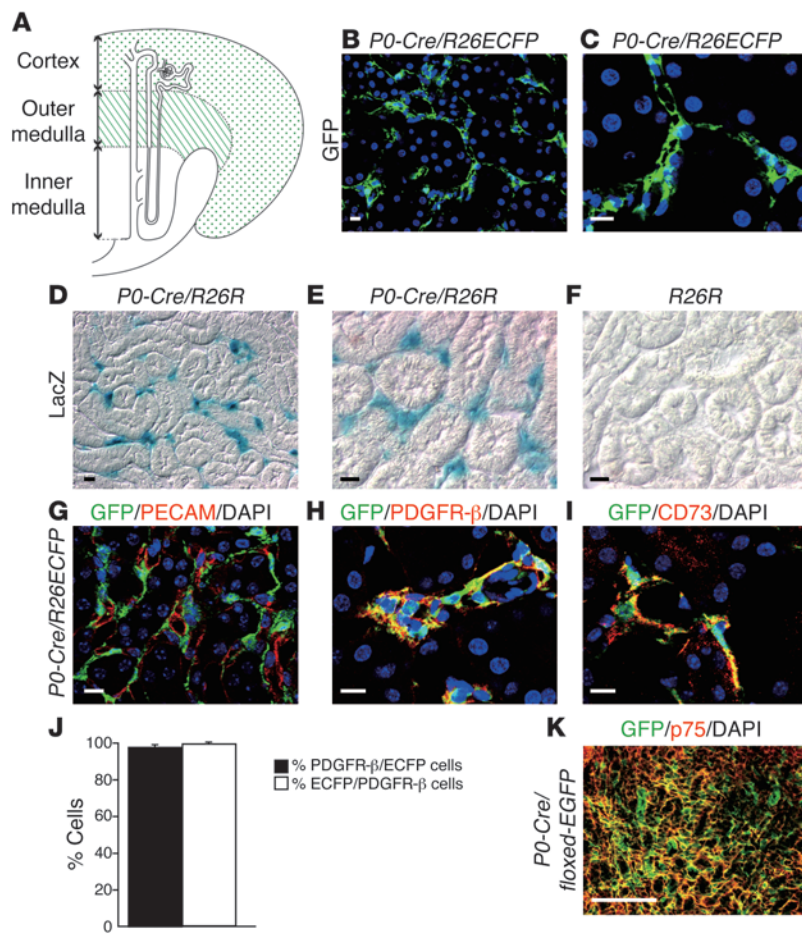 A
Cortex
Outer
medulla
Inner
medulla
B P0-Cre/R26ECFP
C P0-Cre/R26ECFP
GFP
D P0-Cre/R26R
E P0-Cre/R26R
F R26R
LacZ
G GFP/PECAM/DAPI
H GFP/PDGFR-β/DAPI
I GFP/CD73/DAPI
P0-Cre/R26ECFP
J
100
80
60
40
20
0
% Cells
% PDGFR-β/ECFP cells
% ECFP/PDGFR-β cells
K GFP/p75/DAPI
P0-Cre/
floxed-EGFP